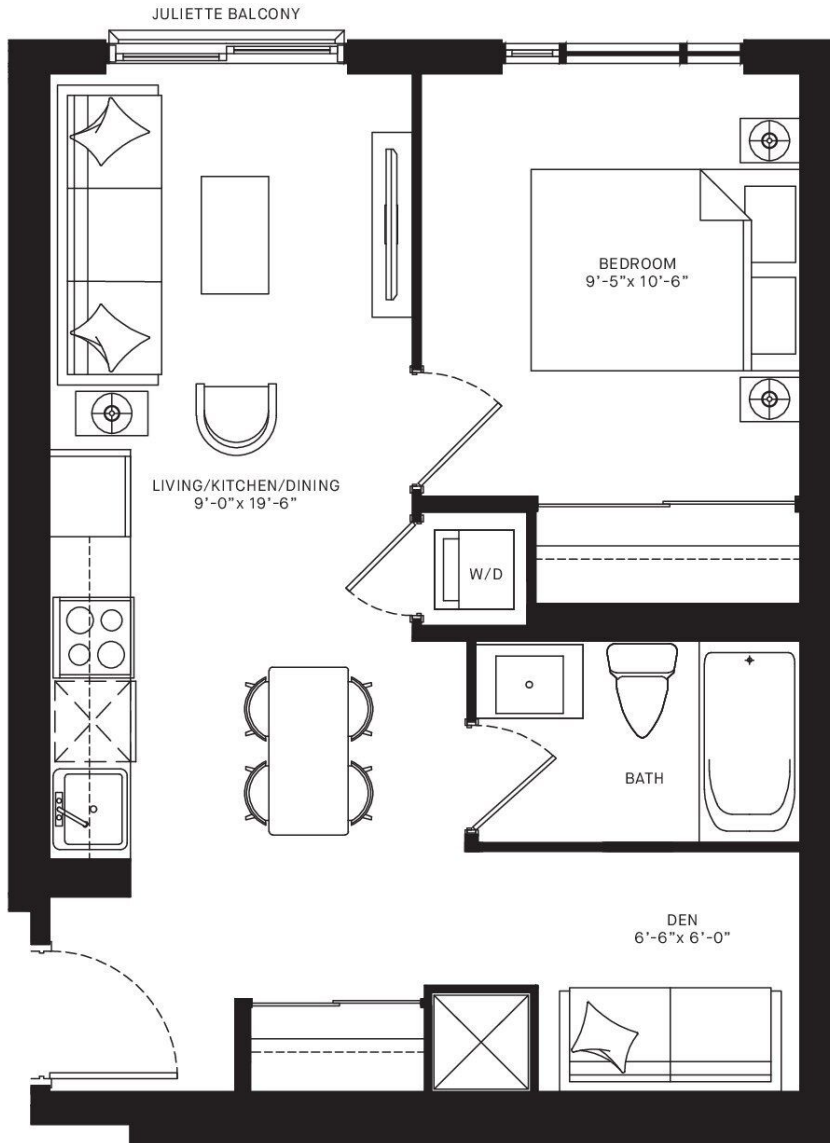 JULIETTE BALCONY
BEDROOM
9’-5”x 10’-6”
LIVING/KITCHEN/DINING
9’-0”x 19’-6”
W/D
BATH
DEN
6’-6”x 6’-0”